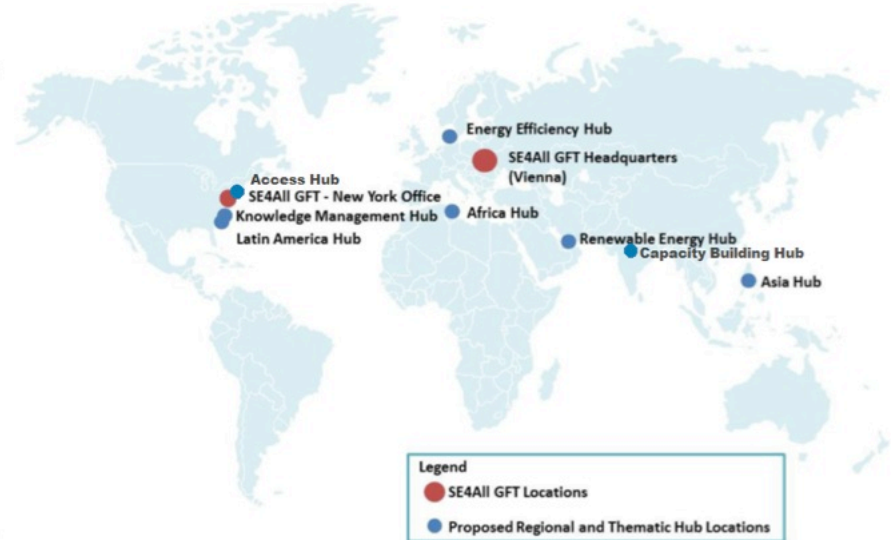 Energy Efficiency Hub
SE4All GFT Headquarters
(Vienna)
Access Hub
SE4All GFT - New York Office
Knowledge Management Hub
Africa Hub
Latin America Hub
Renewable Energy Hub
Capacity Building Hub
Asia Hub
Legend
SE4All GFT Locations
Proposed Regional and Thematic Hub Locations